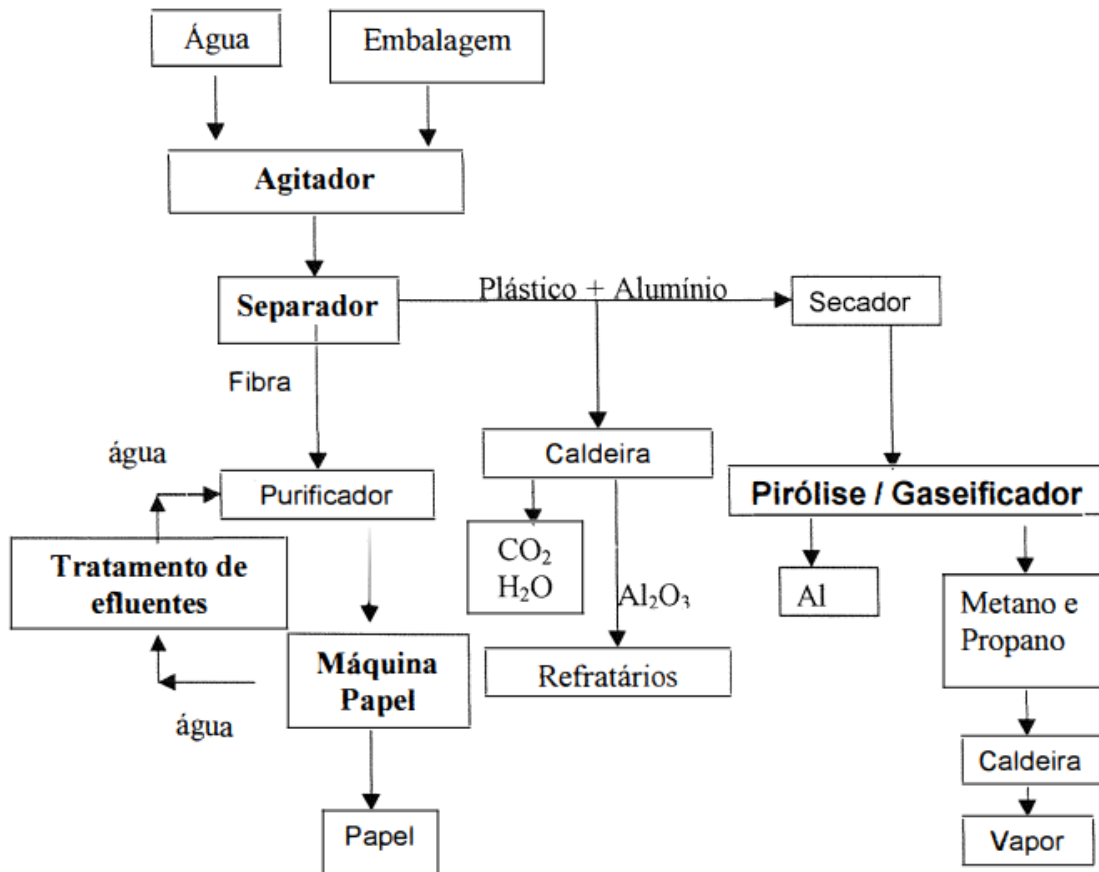 Água
Embalagem
Agitador
Separador
Plástico + Alumínio
Secador
Fibra
água
Purificador
Caldeira
Pirólise / Gaseificador
Tratamento de
efluentes
CO₂
H₂O
Al₂O₃
Al
Metano e
Propano
Máquina
Papel
Refratários
água
Caldeira
Papel
Vapor